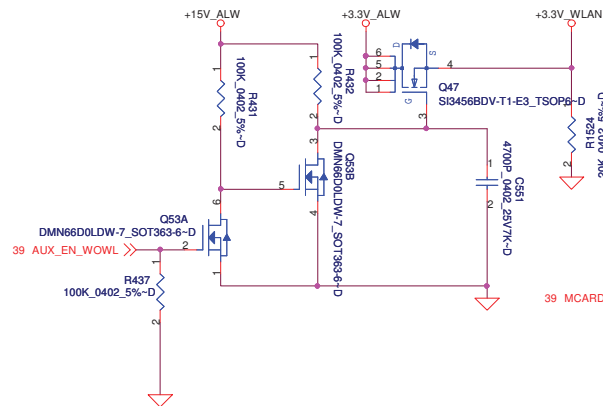 +15V_ALW
+3.3V_ALW
+3.3V_WLAN
1
R431
100K_0402_5%~D
2
1
R432
100K_0402_5%~D
2
6
5
2
1
D
S
G
4
3
Q47
SI3456BDV-T1-E3_TSOP6~D
1
R1524
2
3
Q53B
DMN66D0LDW-7_SOT363-6~D
5
4
1
C551
4700P_0402_25V7K~D
2
6
Q53A
DMN66D0LDW-7_SOT363-6~D
39 AUX_EN_WOWL
2
1
1
R437
100K_0402_5%~D
2
39 MCARD